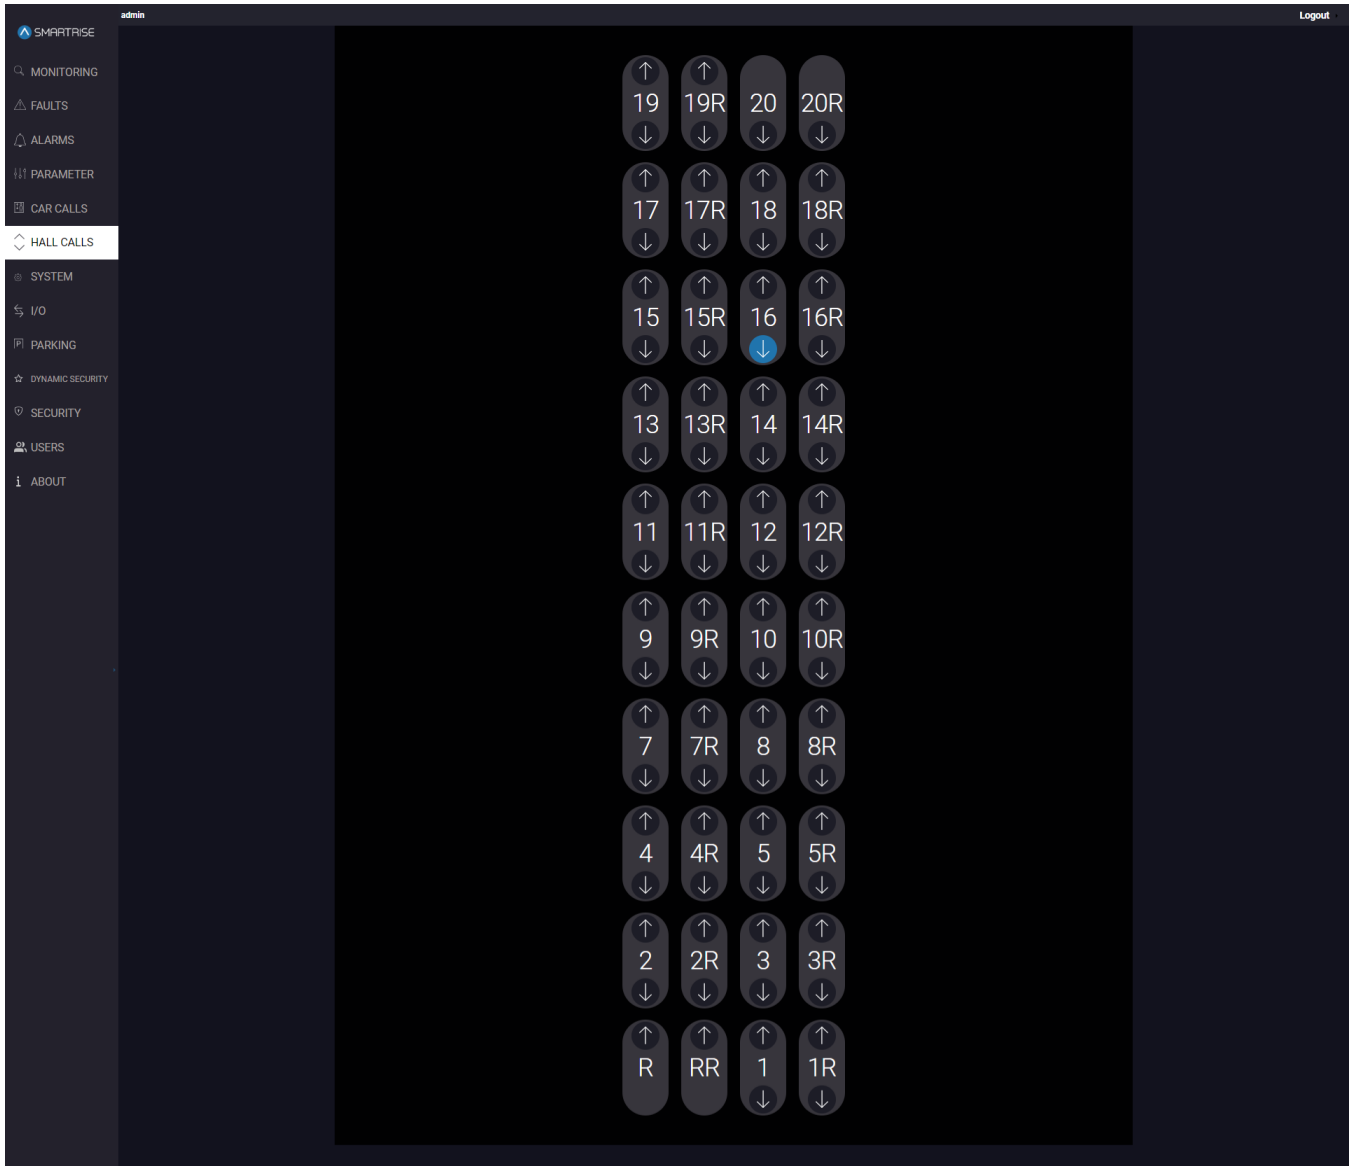 admin
Logout
SMARTRISE
MONITORING
FAULTS
ALARMS
PARAMETER
CAR CALLS
HALL CALLS
SYSTEM
I/O
PARKING
DYNAMIC SECURITY
SECURITY
USERS
ABOUT
19 19R 20 20R
17 17R 18 18R
15 15R 16 16R
13 13R 14 14R
11 11R 12 12R
9 9R 10 10R
7 7R 8 8R
4 4R 5 5R
2 2R 3 3R
R RR 1 1R